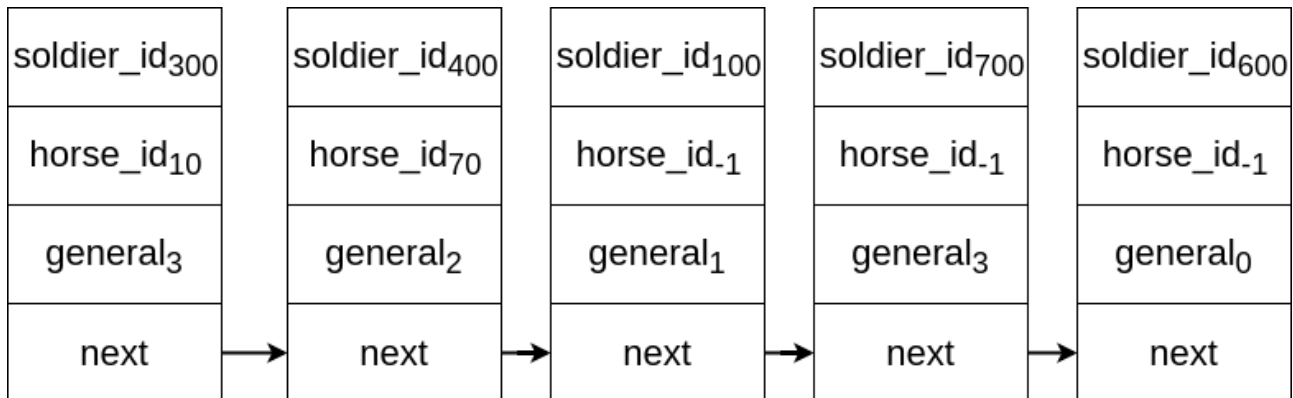 soldier_id300 soldier_id400 soldier_id100 soldier_id700 soldier_id600
horse_id10 horse_id70 horse_id-1 horse_id-1 horse_id-1
general3 general2 general1 general3 general0
next next next next next